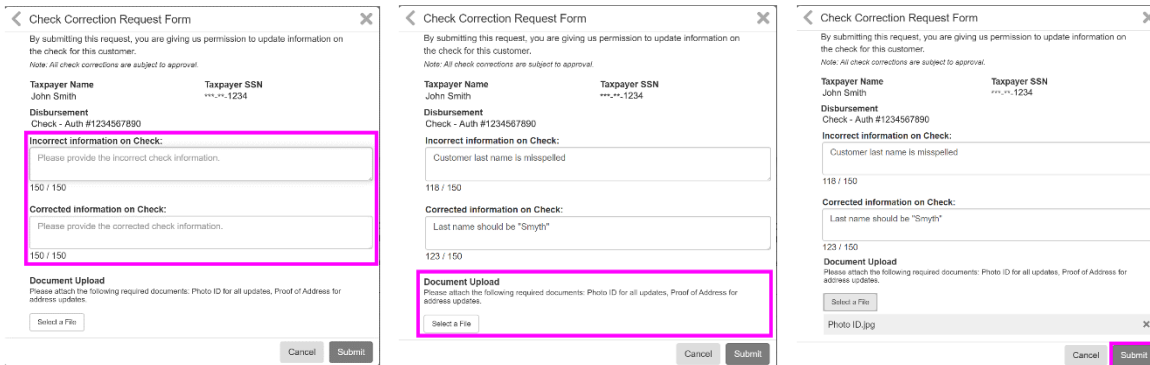 Check Correction Request Form
By submitting this request, you are giving us permission to update information on
the check for this customer.
Note: All check corrections are subject to approval.
Taxpayer Name
Taxpayer SSN
John Smith
***-**-1234
Disbursement
Check - Auth #1234567890
Incorrect information on Check:
Please provide the incorrect check information.
150 / 150
Corrected information on Check:
Please provide the corrected check information.
150 / 150
Document Upload
Please attach the following required documents: Photo ID for all updates, Proof of Address for
address updates.
Select a File
Cancel
Submit
Check Correction Request Form
By submitting this request, you are giving us permission to update information on
the check for this customer.
Note: All check corrections are subject to approval.
Taxpayer Name
Taxpayer SSN
John Smith
***-**-1234
Disbursement
Check - Auth #1234567890
Incorrect information on Check:
Customer last name is misspelled
118 / 150
Corrected information on Check:
Last name should be "Smyth"
123 / 150
Document Upload
Please attach the following required documents: Photo ID for all updates, Proof of Address for
address updates.
Select a File
Cancel
Submit
Check Correction Request Form
By submitting this request, you are giving us permission to update information on
the check for this customer.
Note: All check corrections are subject to approval.
Taxpayer Name
Taxpayer SSN
John Smith
***-**-1234
Disbursement
Check - Auth #1234567890
Incorrect information on Check:
Customer last name is misspelled
118 / 150
Corrected information on Check:
Last name should be "Smyth"
123 / 150
Document Upload
Please attach the following required documents: Photo ID for all updates, Proof of Address for
address updates.
Select a File
Photo ID.jpg
Cancel
Submit